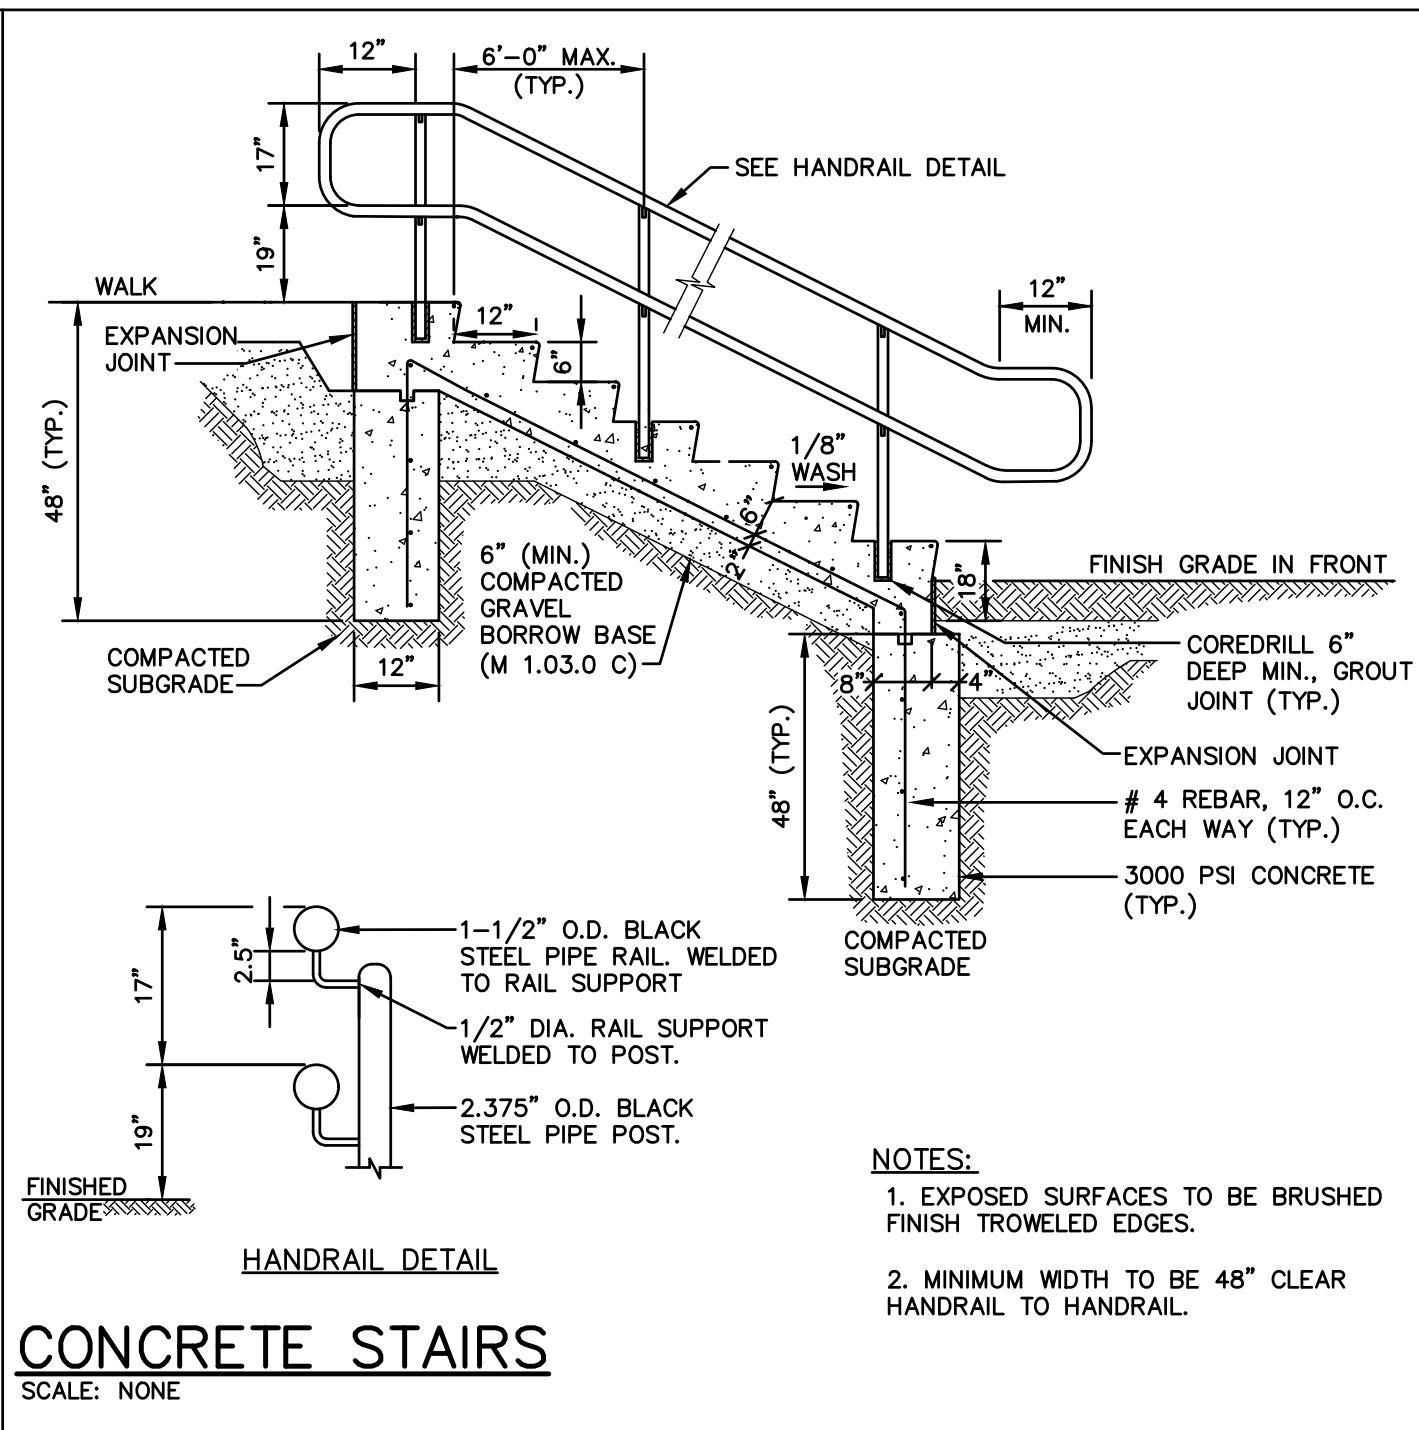 12"
6'-0" MAX.
(TYP.)
17"
SEE HANDRAIL DETAIL
19"
WALK
12"
MIN.
12"
EXPANSION
JOINT
6"
48" (TYP.)
1/8"
WASH
6"
2"
6" (MIN.)
COMPACTED
GRAVEL
BORROW BASE
(M 1.03.0 C)
FINISH GRADE IN FRONT
18"
COMPACTED
SUBGRADE
12"
8"
4"
COREDRILL 6"
DEEP MIN., GROUT
JOINT (TYP.)
48" (TYP.)
EXPANSION JOINT
# 4 REBAR, 12" O.C.
EACH WAY (TYP.)
3000 PSI CONCRETE
(TYP.)
COMPACTED
SUBGRADE
2.5"
17"
1-1/2" O.D. BLACK
STEEL PIPE RAIL. WELDED
TO RAIL SUPPORT
1/2" DIA. RAIL SUPPORT
WELDED TO POST.
19"
2.375" O.D. BLACK
STEEL PIPE POST.
FINISHED
GRADE
HANDRAIL DETAIL
NOTES:
1. EXPOSED SURFACES TO BE BRUSHED
FINISH TROWELED EDGES.
2. MINIMUM WIDTH TO BE 48" CLEAR
HANDRAIL TO HANDRAIL.
CONCRETE STAIRS
SCALE: NONE